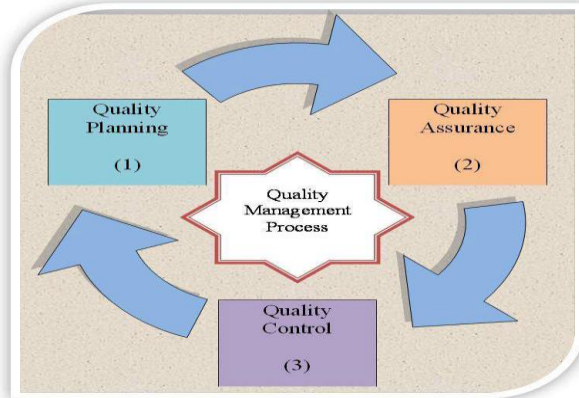 Quality
Planning
(1)
Quality
Assurance
(2)
Quality
Management
Process
Quality
Control
(3)